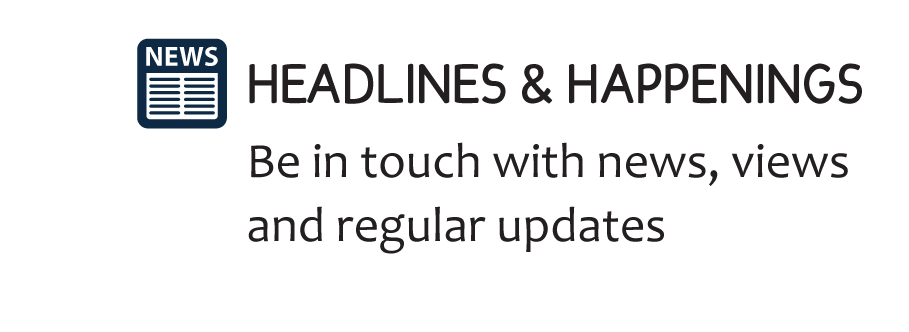 NEWS
HEADLINES & HAPPENINGS
Be in touch with news, views
and regular updates